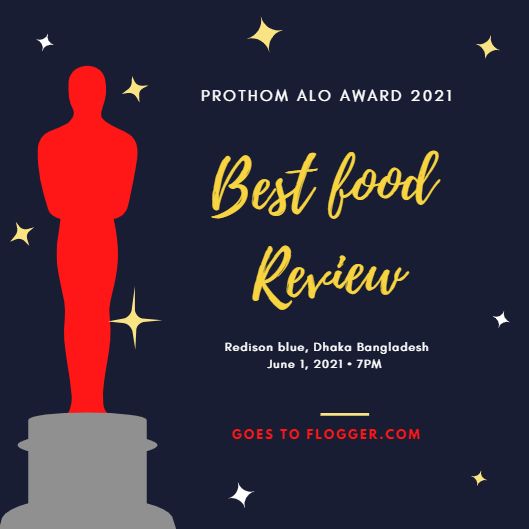 PROTHOM ALO AWARD 2021
Best food
Review
Redison blue, Dhaka Bangladesh
June 1, 2021 • 7PM
GOES TO FLOGGER.COM